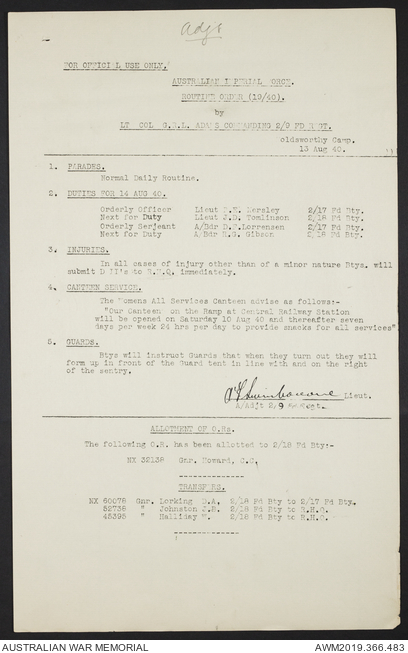 Adjt
FOR OFFICIAL USE ONLY.
AUSTRALIAN I PERIAL ORCE.
ROUTINE ORDER (19/40).
by
LT COL G.R.L. ADAMS COMMANDING 2/9 FD REGT.
oldsworthy Camp.
13 Aug 40.
1. PARADES.
Normal Daily Routine.
2. DUTIES FOR 14 AUG 40.
Orderly Officer Lieut Kersley 2/17 Fd Bty.
Next for Duty Lieut J.D. Tomlinson 2/18 Fd Bty.
Orderly Serjeant A/Bdr D.P.Lorrensen 2/17 Fd Bty.
Next for Duty A/Bdr Gibson 2/18 Fd Bty.
3. INJURIES.
In all cases of injury other than of a minor nature Btys. will
submit D II's to R.H.Q. immediately.
4. CANTEEN SERVICE.
The Womens All Services Canteen advise as follows:-
"Our Canteen on the Ramp at Central Railway Station
will be opened on Saturday 10 Aug 40 and thereafter seven
days per week 24 hrs per day to provide snacks for all services"
5. GUARDS.
Btys will instruct Guards that when they turn out they will
form up in front of the Guard tent in line with and on the right
of the sentry.
Lieut.
A/Adjt 2/9 Fd Regt.
ALLOTMENT OF O.Rs.
The following O.R. has been allotted to 2/18 Fd Bty:-
NX 32138 Gnr. Howard, C.C.
TRANSFERS.
NX 60078 Gnr. Lorking D.A. 2/18 Fd Bty to 2/17 Fd Bty.
52738 " Johnston J.B. 2/18 Fd Bty to R.H.Q.
45395 " Halliday 2/18 Fd Bty to R.H.Q.
AUSTRALIAN WAR MEMORIAL
AWM2019.366.483